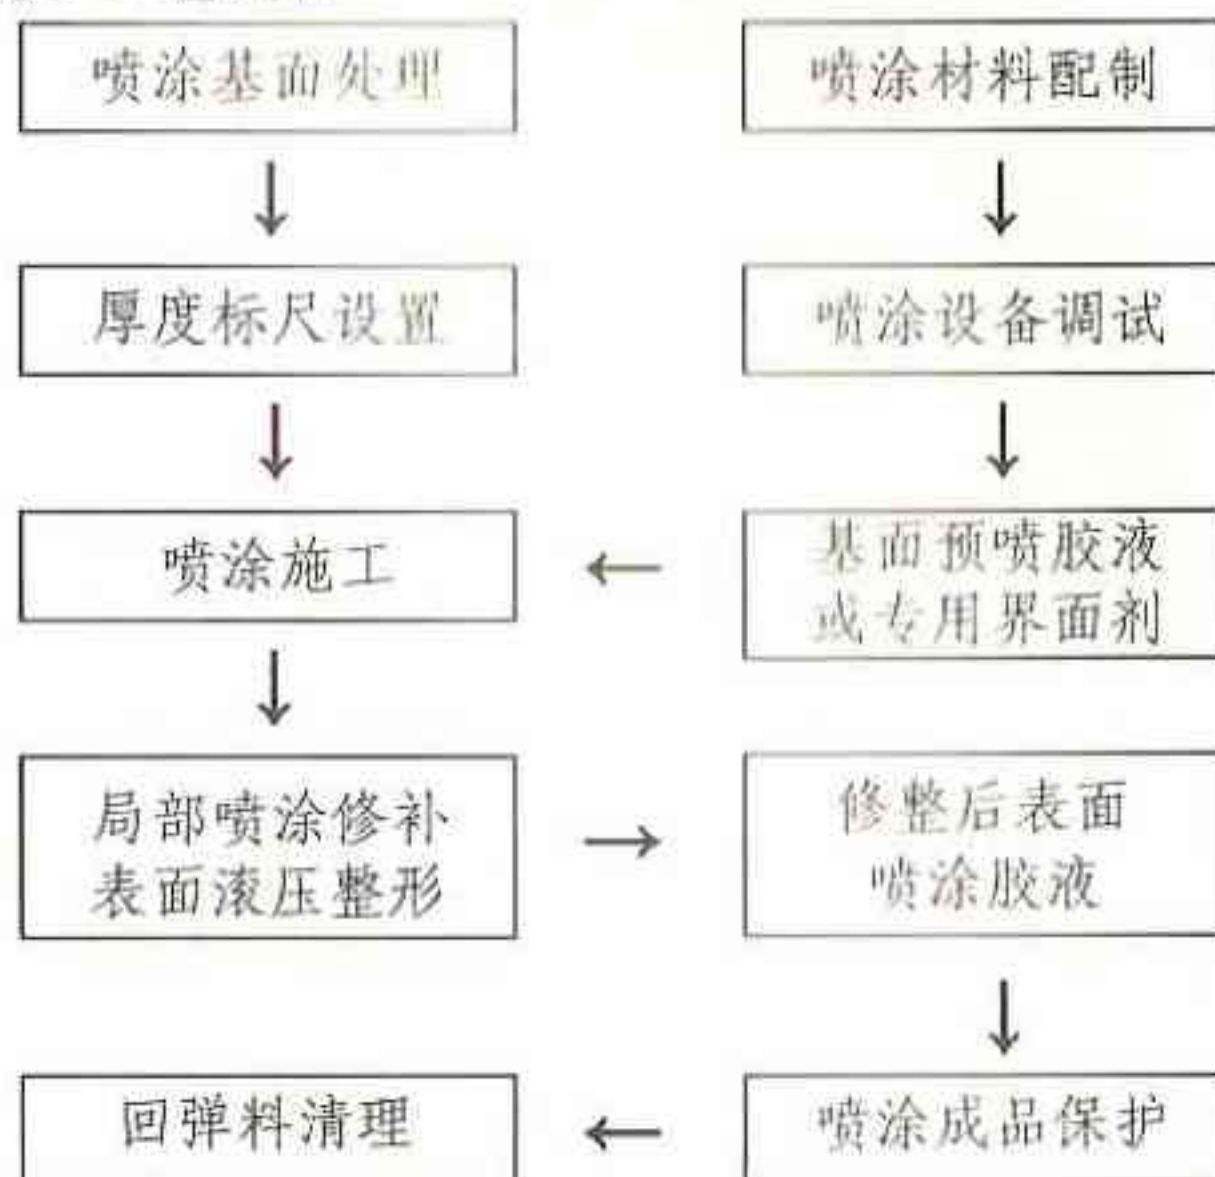 喷涂基面处理
喷涂材料配制
厚度标尺设置
喷涂设备调试
喷涂施工
基面预喷胶液
或专用界面剂
局部喷涂修补
表面滚压整形
修整后表面
喷涂胶液
回弹料清理
喷涂成品保护